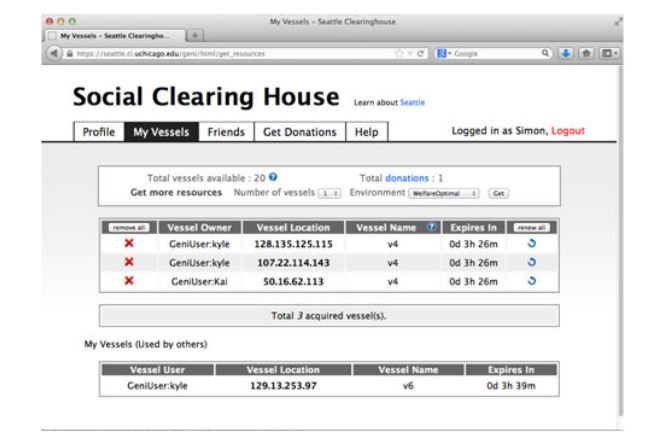 My Vessels – Seattle Clearinghouse
My Vessels – Seattle Clearingho...
https://seattle.ci.uchicago.edu/geni/html/get_resources
Google
Social Clearing House Learn about Seattle
Profile My Vessels Friends Get Donations Help Logged in as Simon, Logout
Total vessels available : 20 Total donations : 1
Get more resources Number of vessels 1 Environment WelfareOptimal Get
remove all Vessel Owner Vessel Location Vessel Name ? Expires In renew all
GeniUser:kyle 128.135.125.115 v4 0d 3h 26m
GeniUser:kyle 107.22.114.143 v4 0d 3h 26m
GeniUser:Kai 50.16.62.113 v4 0d 3h 26m
Total 3 acquired vessel(s).
My Vessels (Used by others)
Vessel User Vessel Location Vessel Name Expires In
GeniUser:kyle 129.13.253.97 v6 0d 3h 39m